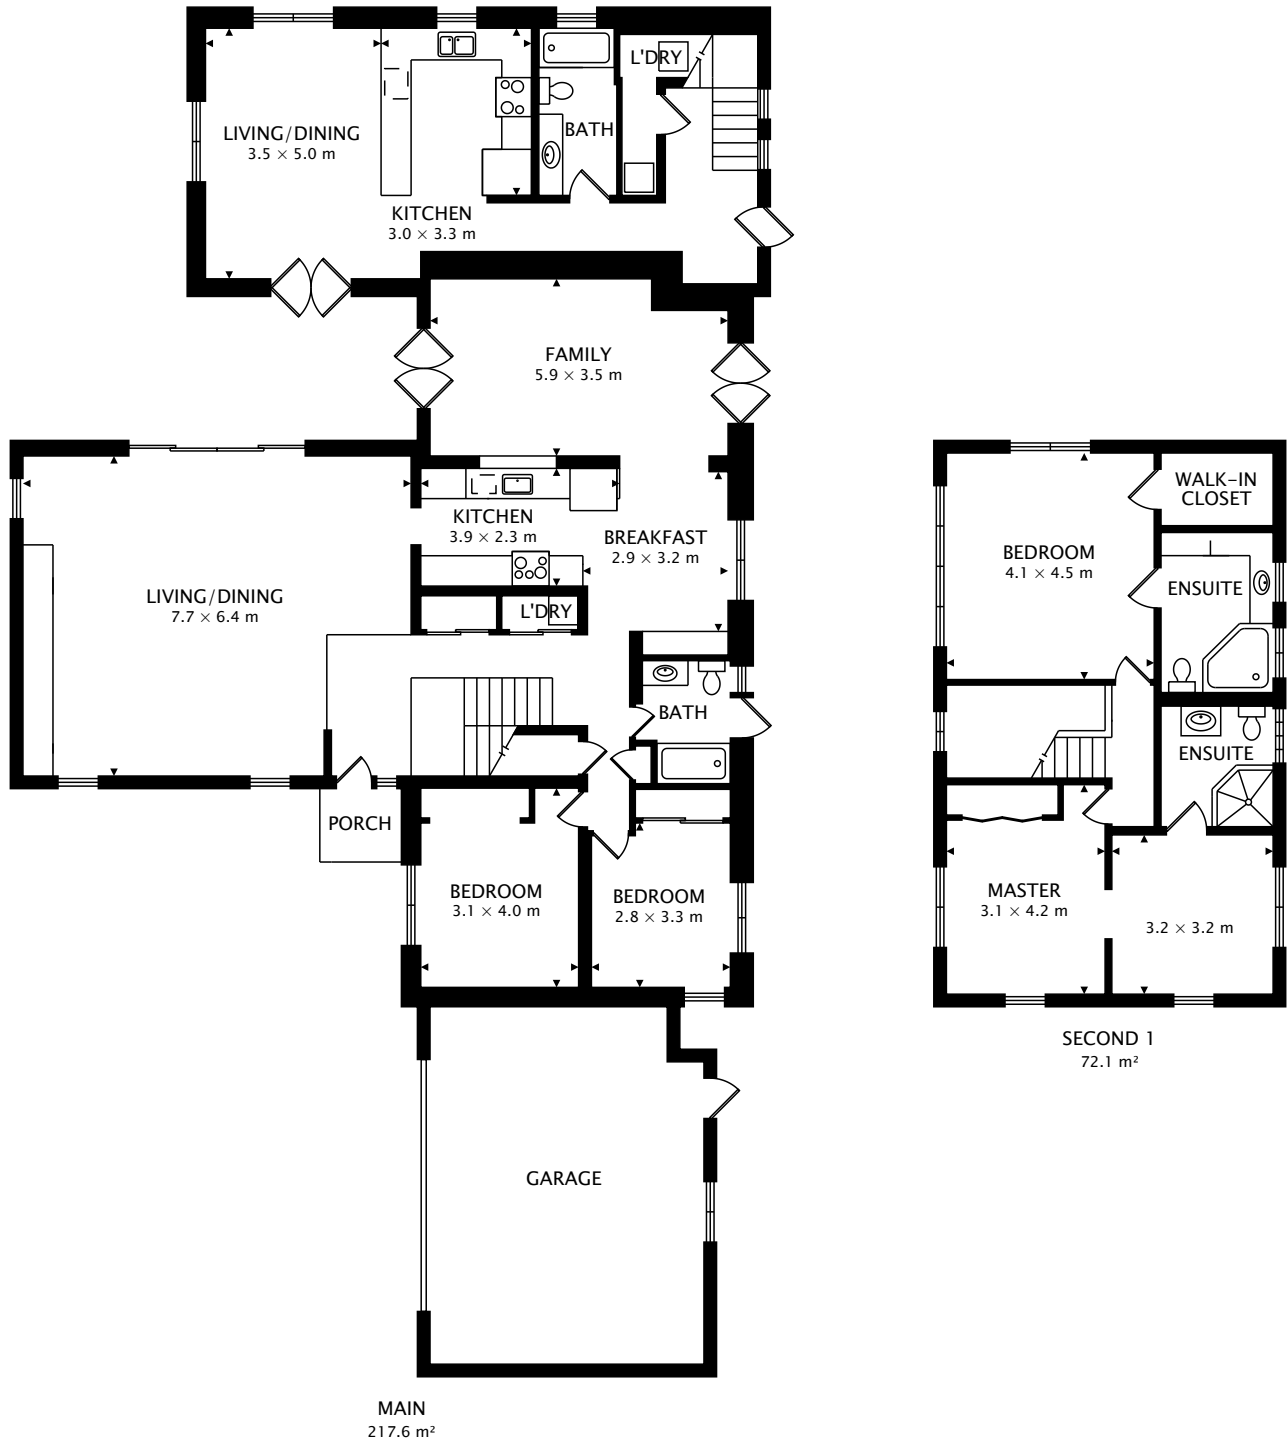 L'DRY
LIVING/DINING
3.5 × 5.0 m
BATH
KITCHEN
3.0 × 3.3 m
FAMILY
5.9 × 3.5 m
KITCHEN
3.9 × 2.3 m
BREAKFAST
2.9 × 3.2 m
LIVING/DINING
7.7 × 6.4 m
L'DRY
BATH
PORCH
BEDROOM
3.1 × 4.0 m
BEDROOM
2.8 × 3.3 m
GARAGE
MAIN
217.6 m²
WALK-IN
CLOSET
BEDROOM
4.1 × 4.5 m
ENSUITE
ENSUITE
MASTER
3.1 × 4.2 m
3.2 × 3.2 m
SECOND 1
72.1 m²